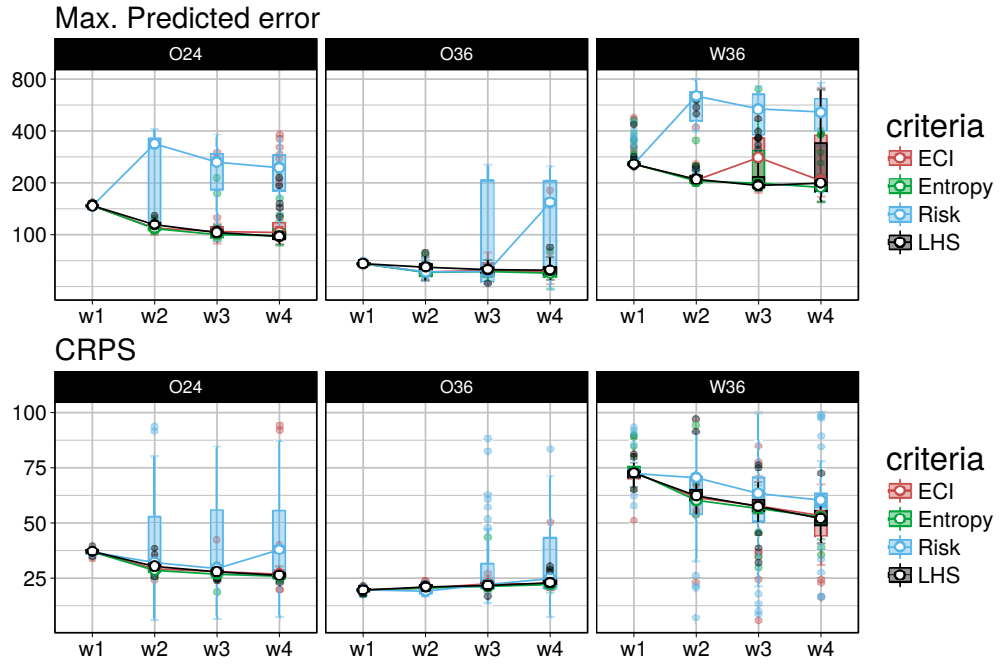 Max. Predicted error
O24 O36 W36
800
400
200
100
w1 w2 w3 w4 w1 w2 w3 w4 w1 w2 w3 w4
criteria
ECI
Entropy
Risk
LHS
CRPS
O24 O36 W36
100
75
50
25
w1 w2 w3 w4 w1 w2 w3 w4 w1 w2 w3 w4
criteria
ECI
Entropy
Risk
LHS